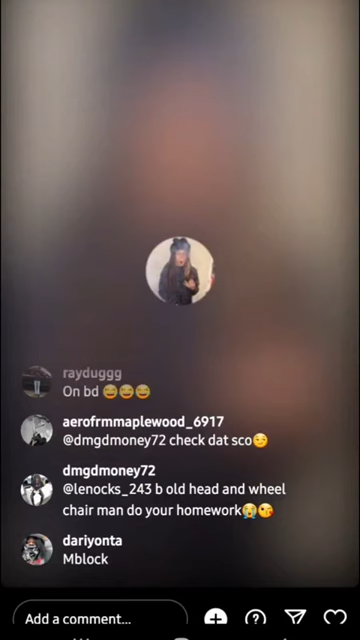 rayduggg
On bd 😂😂😂
aerofrmmaplewood_6917
@dmgdmoney72 check dat sco😏
dmgdmoney72
@lenocks_243 b old head and wheel
chair man do your homework😭😘
dariyonta
Mblock
Add a comment...